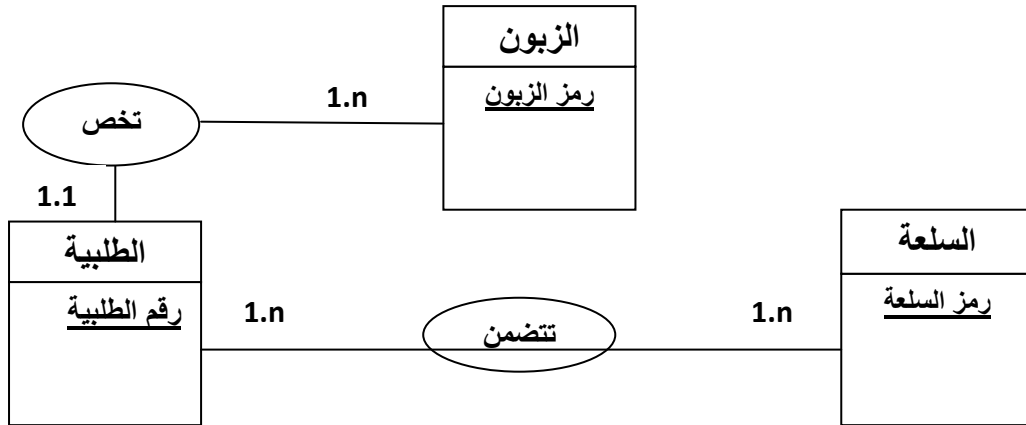 الزبون
رمز الزبون
1.n
تخص
1.1
الطلبية
رقم الطلبية
السلعة
رمز السلعة
1.n
تتضمن
1.n